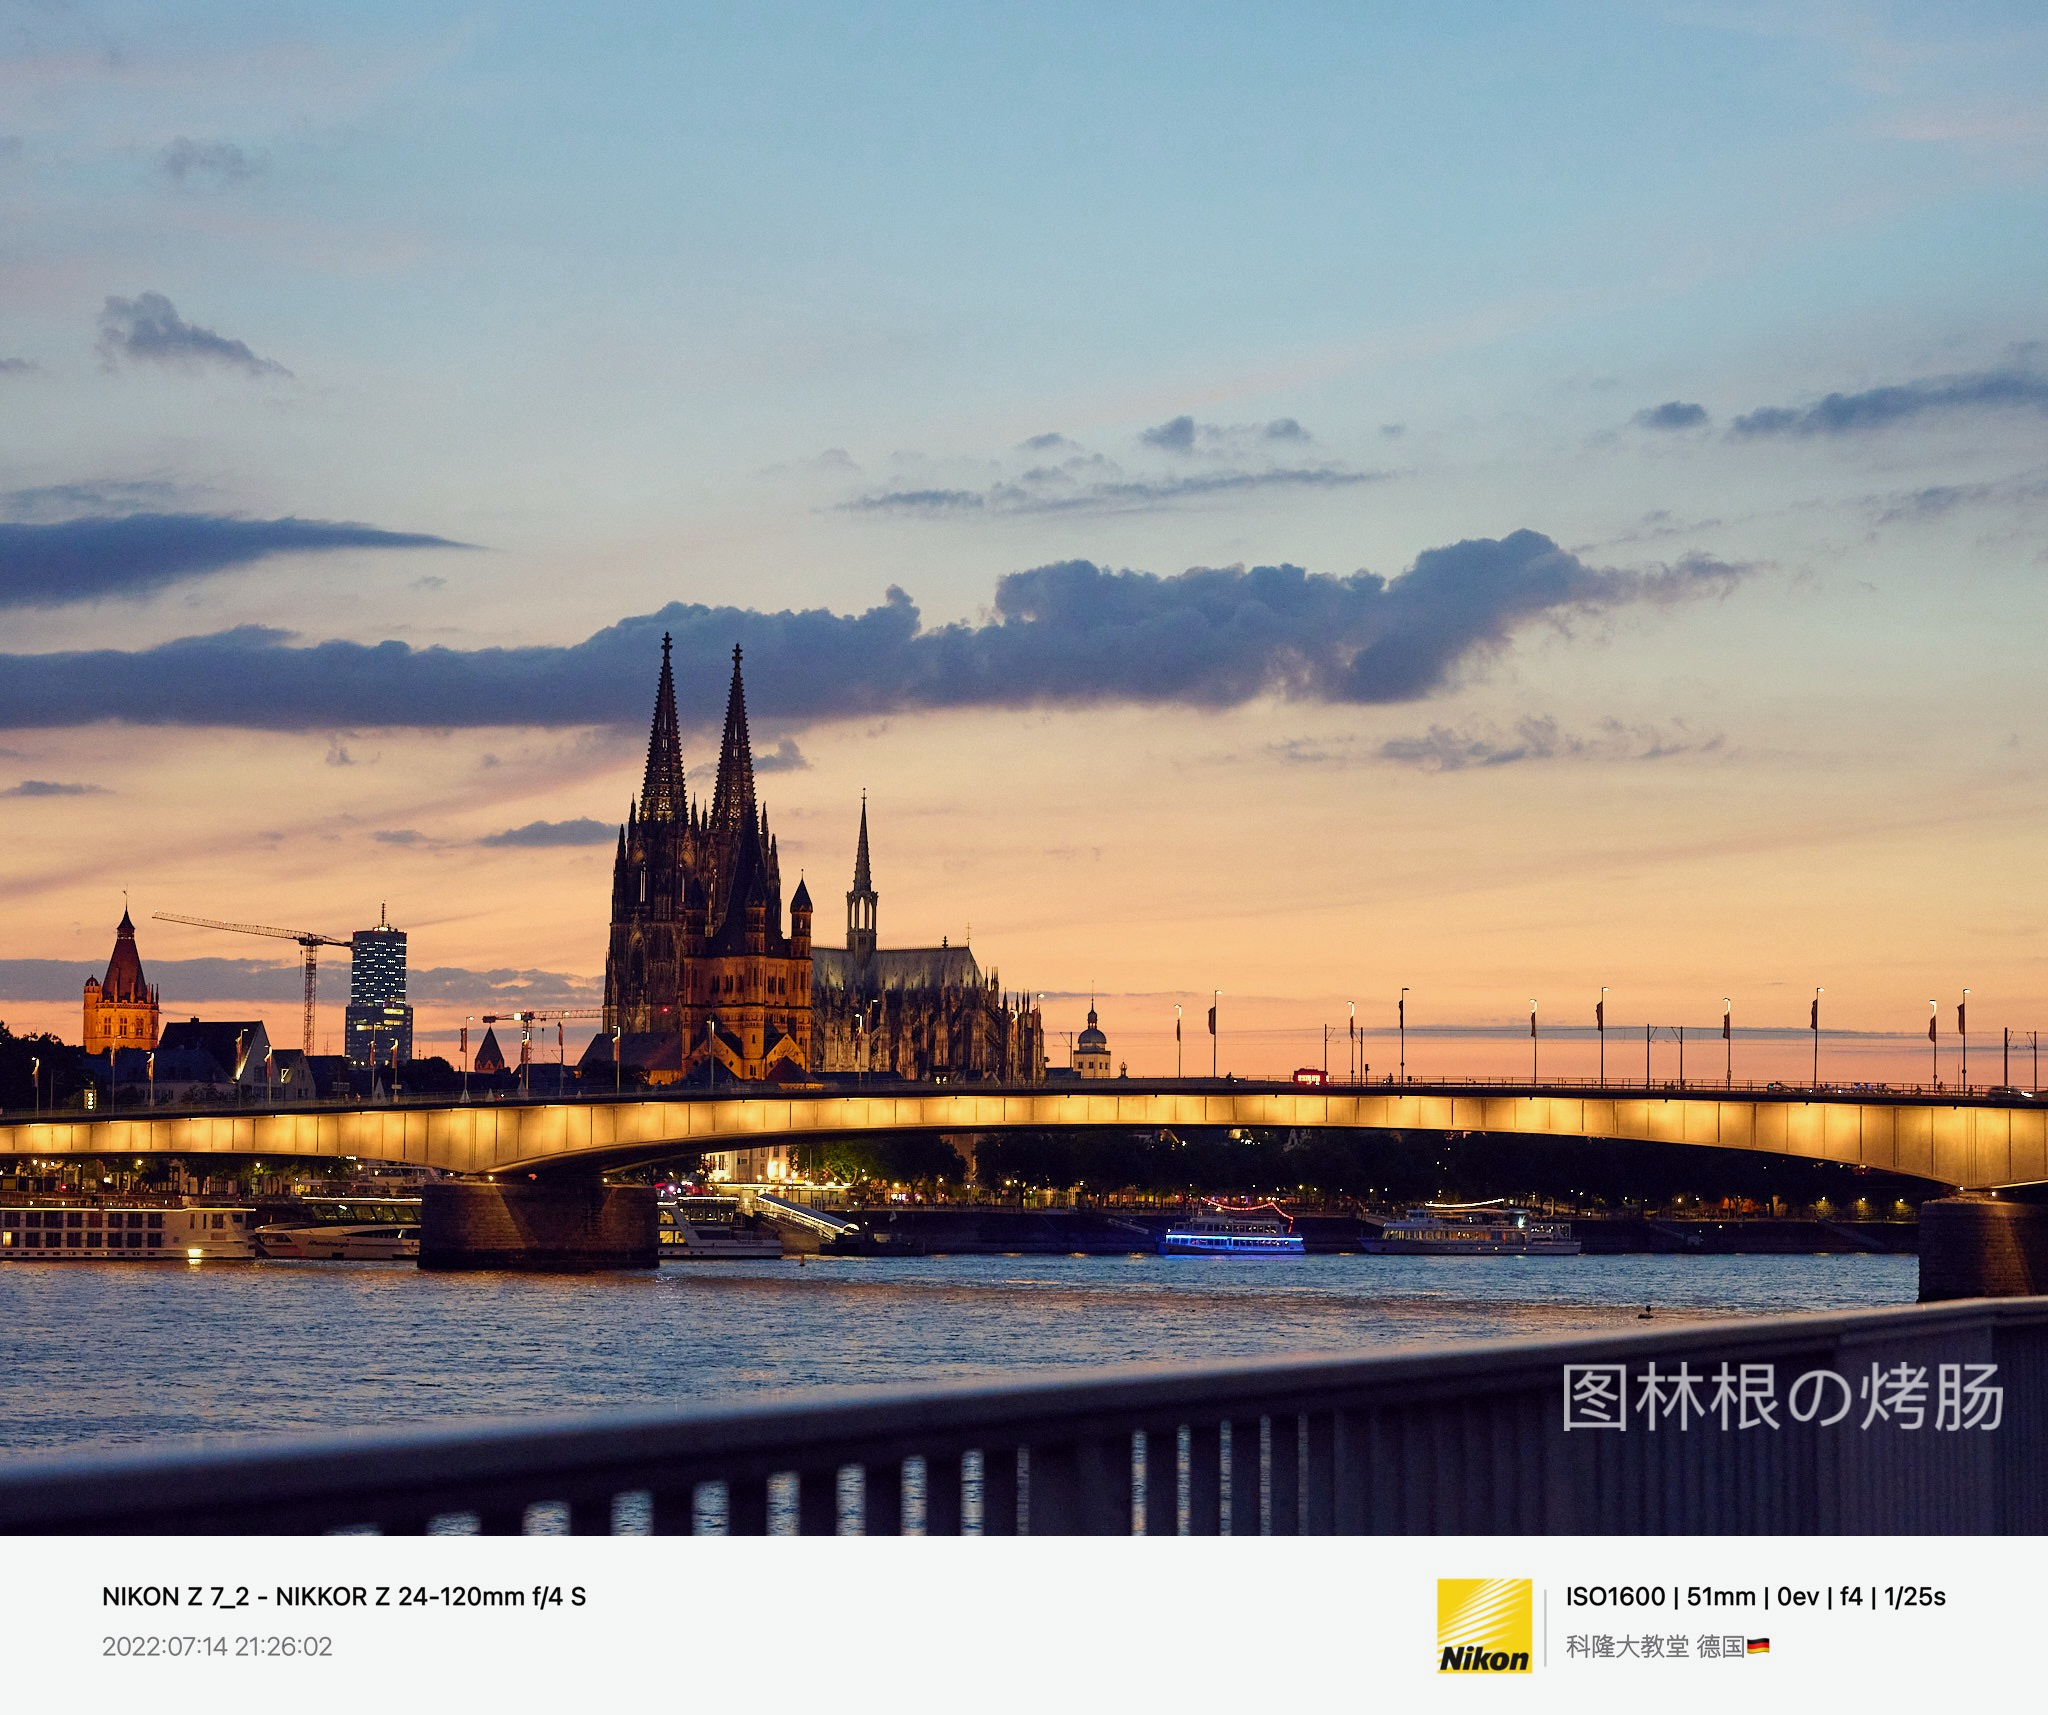 图林根の烤肠
NIKON Z 7_2 - NIKKOR Z 24-120mm f/4 S
2022:07:14 21:26:02
Nikon
ISO1600 | 51mm | 0ev | f4 | 1/25s
科隆大教堂 德国🇩🇪